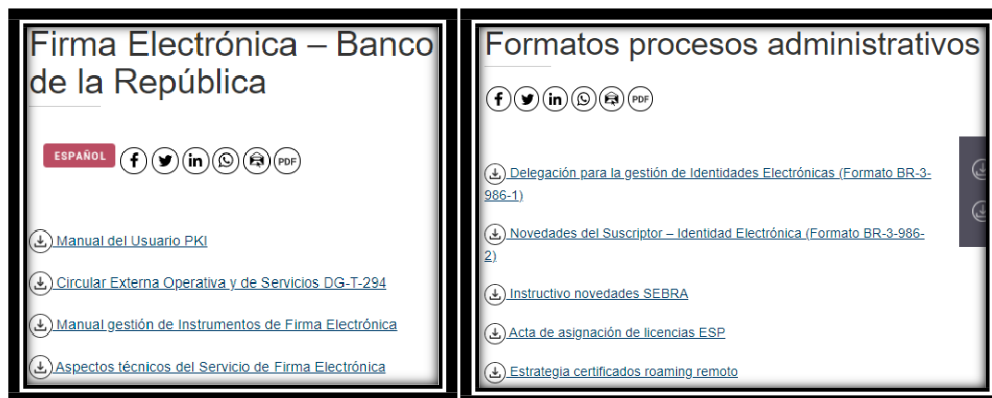 Firma Electrónica – Banco
de la República
ESPAÑOL
PDF
Manual del Usuario PKI
Circular Externa Operativa y de Servicios DG-T-294
Manual gestión de Instrumentos de Firma Electrónica
Aspectos técnicos del Servicio de Firma Electrónica
Formatos procesos administrativos
PDF
Delegación para la gestión de Identidades Electrónicas (Formato BR-3-
986-1)
Novedades del Suscriptor – Identidad Electrónica (Formato BR-3-986-
2)
Instructivo novedades SEBRA
Acta de asignación de licencias ESP
Estrategia certificados roaming remoto